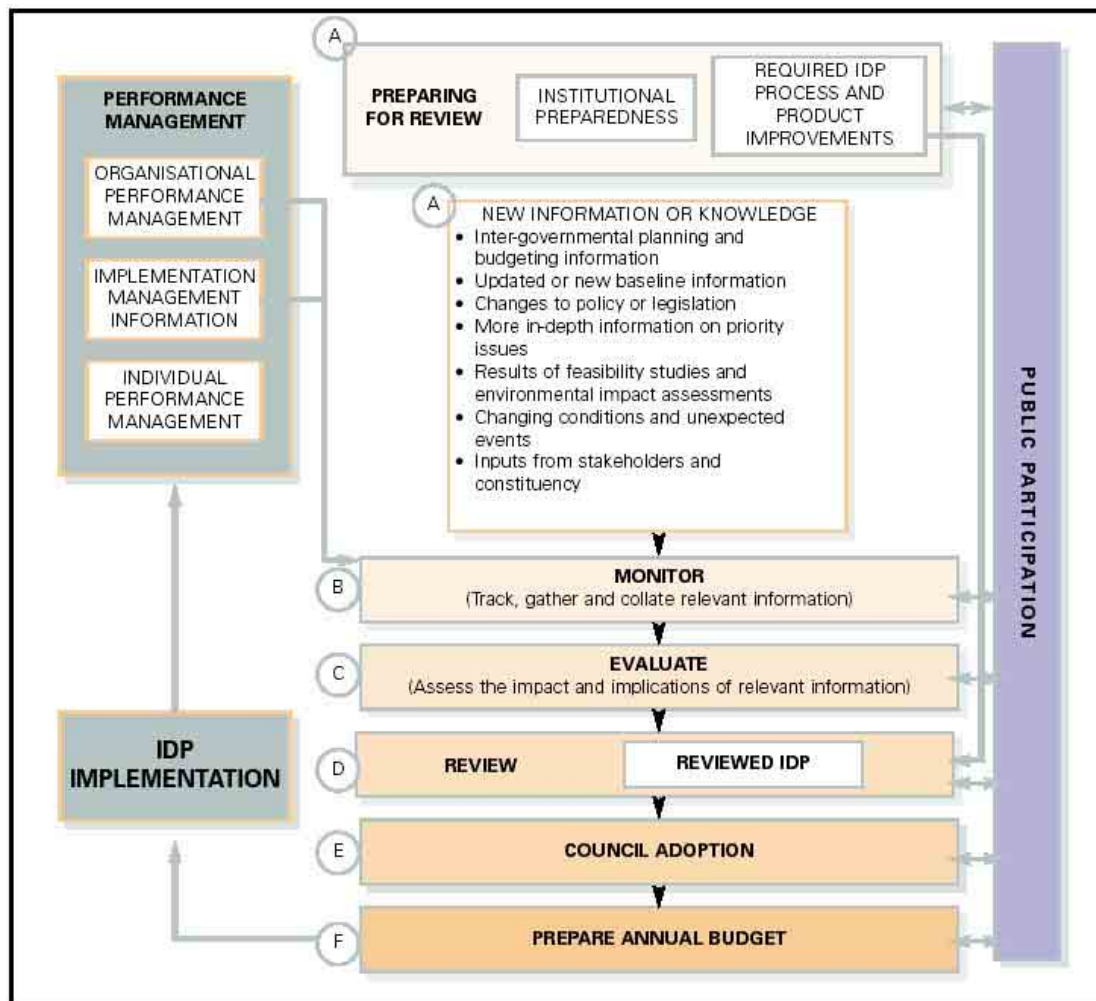 A
PREPARING
FOR REVIEW
INSTITUTIONAL
PREPAREDNESS
REQUIRED IDP
PROCESS AND
PRODUCT
IMPROVEMENTS
PERFORMANCE
MANAGEMENT
ORGANISATIONAL
PERFORMANCE
MANAGEMENT
IMPLEMENTATION
MANAGEMENT
INFORMATION
INDIVIDUAL
PERFORMANCE
MANAGEMENT
A
NEW INFORMATION OR KNOWLEDGE
• Inter-governmental planning and
budgeting information
• Updated or new baseline information
• Changes to policy or legislation
• More in-depth information on priority
issues
• Results of feasibility studies and
environmental impact assessments
• Changing conditions and unexpected
events
• Inputs from stakeholders and
constituency
PUBLIC PARTICIPATION
B
MONITOR
(Track, gather and collate relevant information)
C
EVALUATE
(Assess the impact and implications of relevant information)
IDP
IMPLEMENTATION
D
REVIEW
REVIEWED IDP
E
COUNCIL ADOPTION
F
PREPARE ANNUAL BUDGET